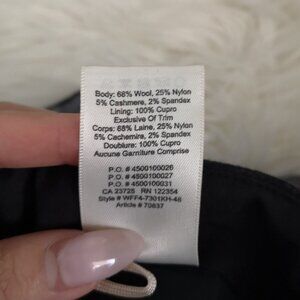 Body: 68% Wool, 25% Nylon
5% Cashmere, 2% Spandex
Lining: 100% Cupro
Exclusive Of Trim
Corps: 68% Laine, 25% Nylon
5% Cachemire, 2% Spandex
Doublure: 100% Cupro
Aucune Garniture Comprise
P.O. # 4500100026
P.O. # 4500100027
P.O. # 4500100031
CA 23725 RN 122354
Style # WFF4-7301KH-46
Article # 70837